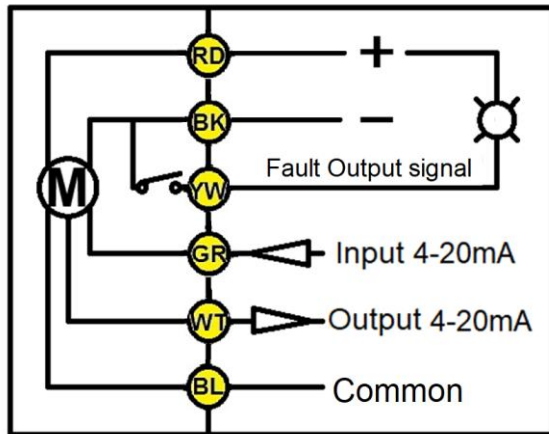 RD +
BK −
YW Fault Output signal
M
GR Input 4-20mA
WT Output 4-20mA
BL Common